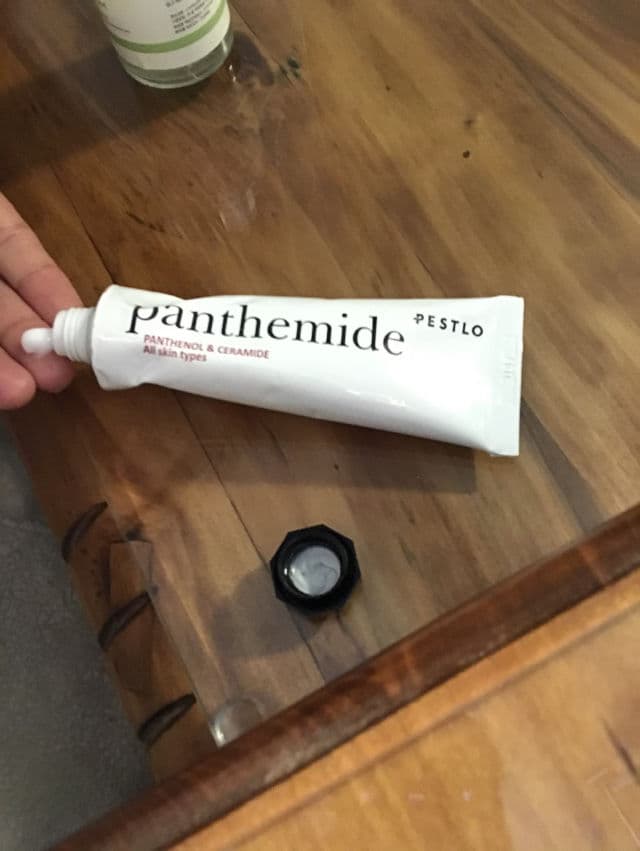 panthemide
PESTLO
PANTHENOL & CERAMIDE
All skin types